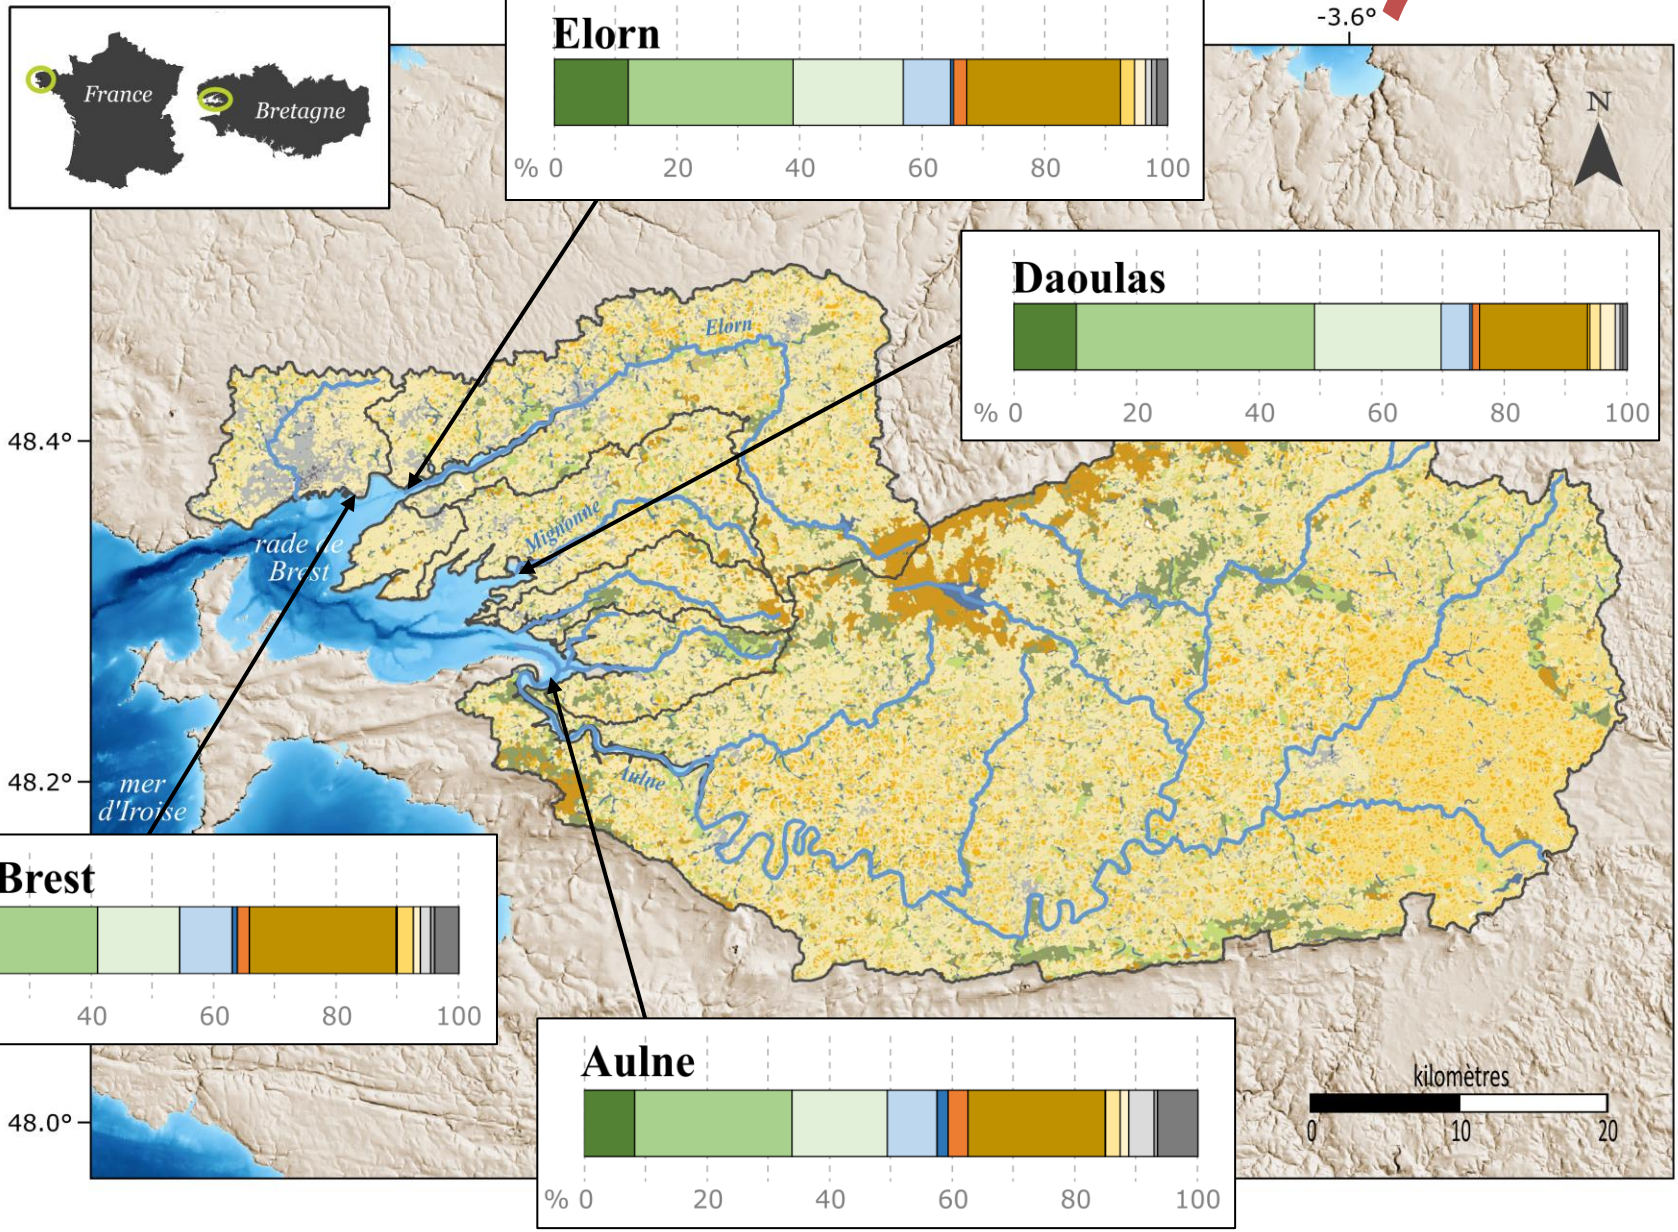 Elorn
% 0 20 40 60 80 100
-3.6°
France
Bretagne
N
Daoulas
% 0 20 40 60 80 100
Elorn
48.4°
Mignonne
rade de
Brest
48.2°
mer
d'Iroise
Aulne
Brest
40 60 80 100
Aulne
% 0 20 40 60 80 100
kilomètres
0 10 20
48.0°